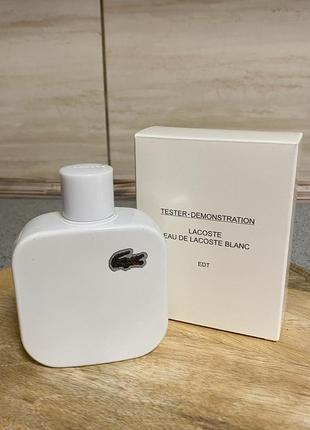 TESTER·DEMONSTRATION
LACOSTE
EAU DE LACOSTE BLANC
EDT